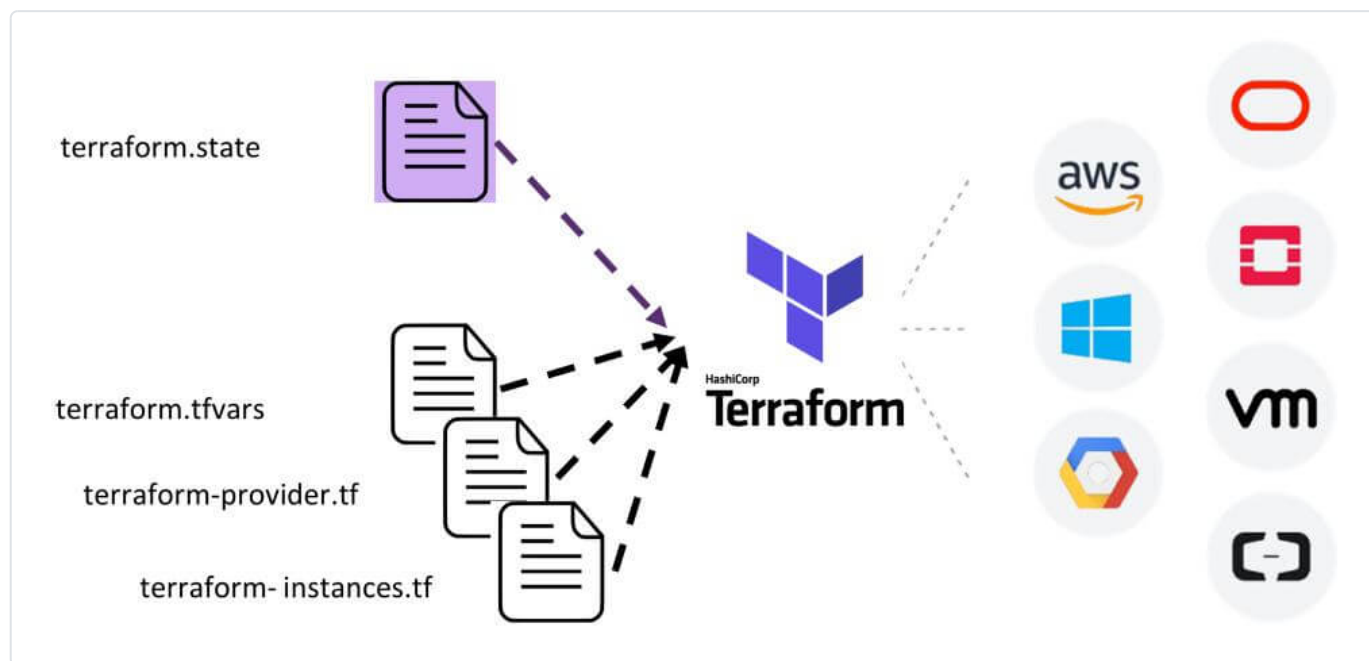 terraform.state
aws
terraform.tfvars
HashiCorp
Terraform
vm
terraform-provider.tf
terraform- instances.tf